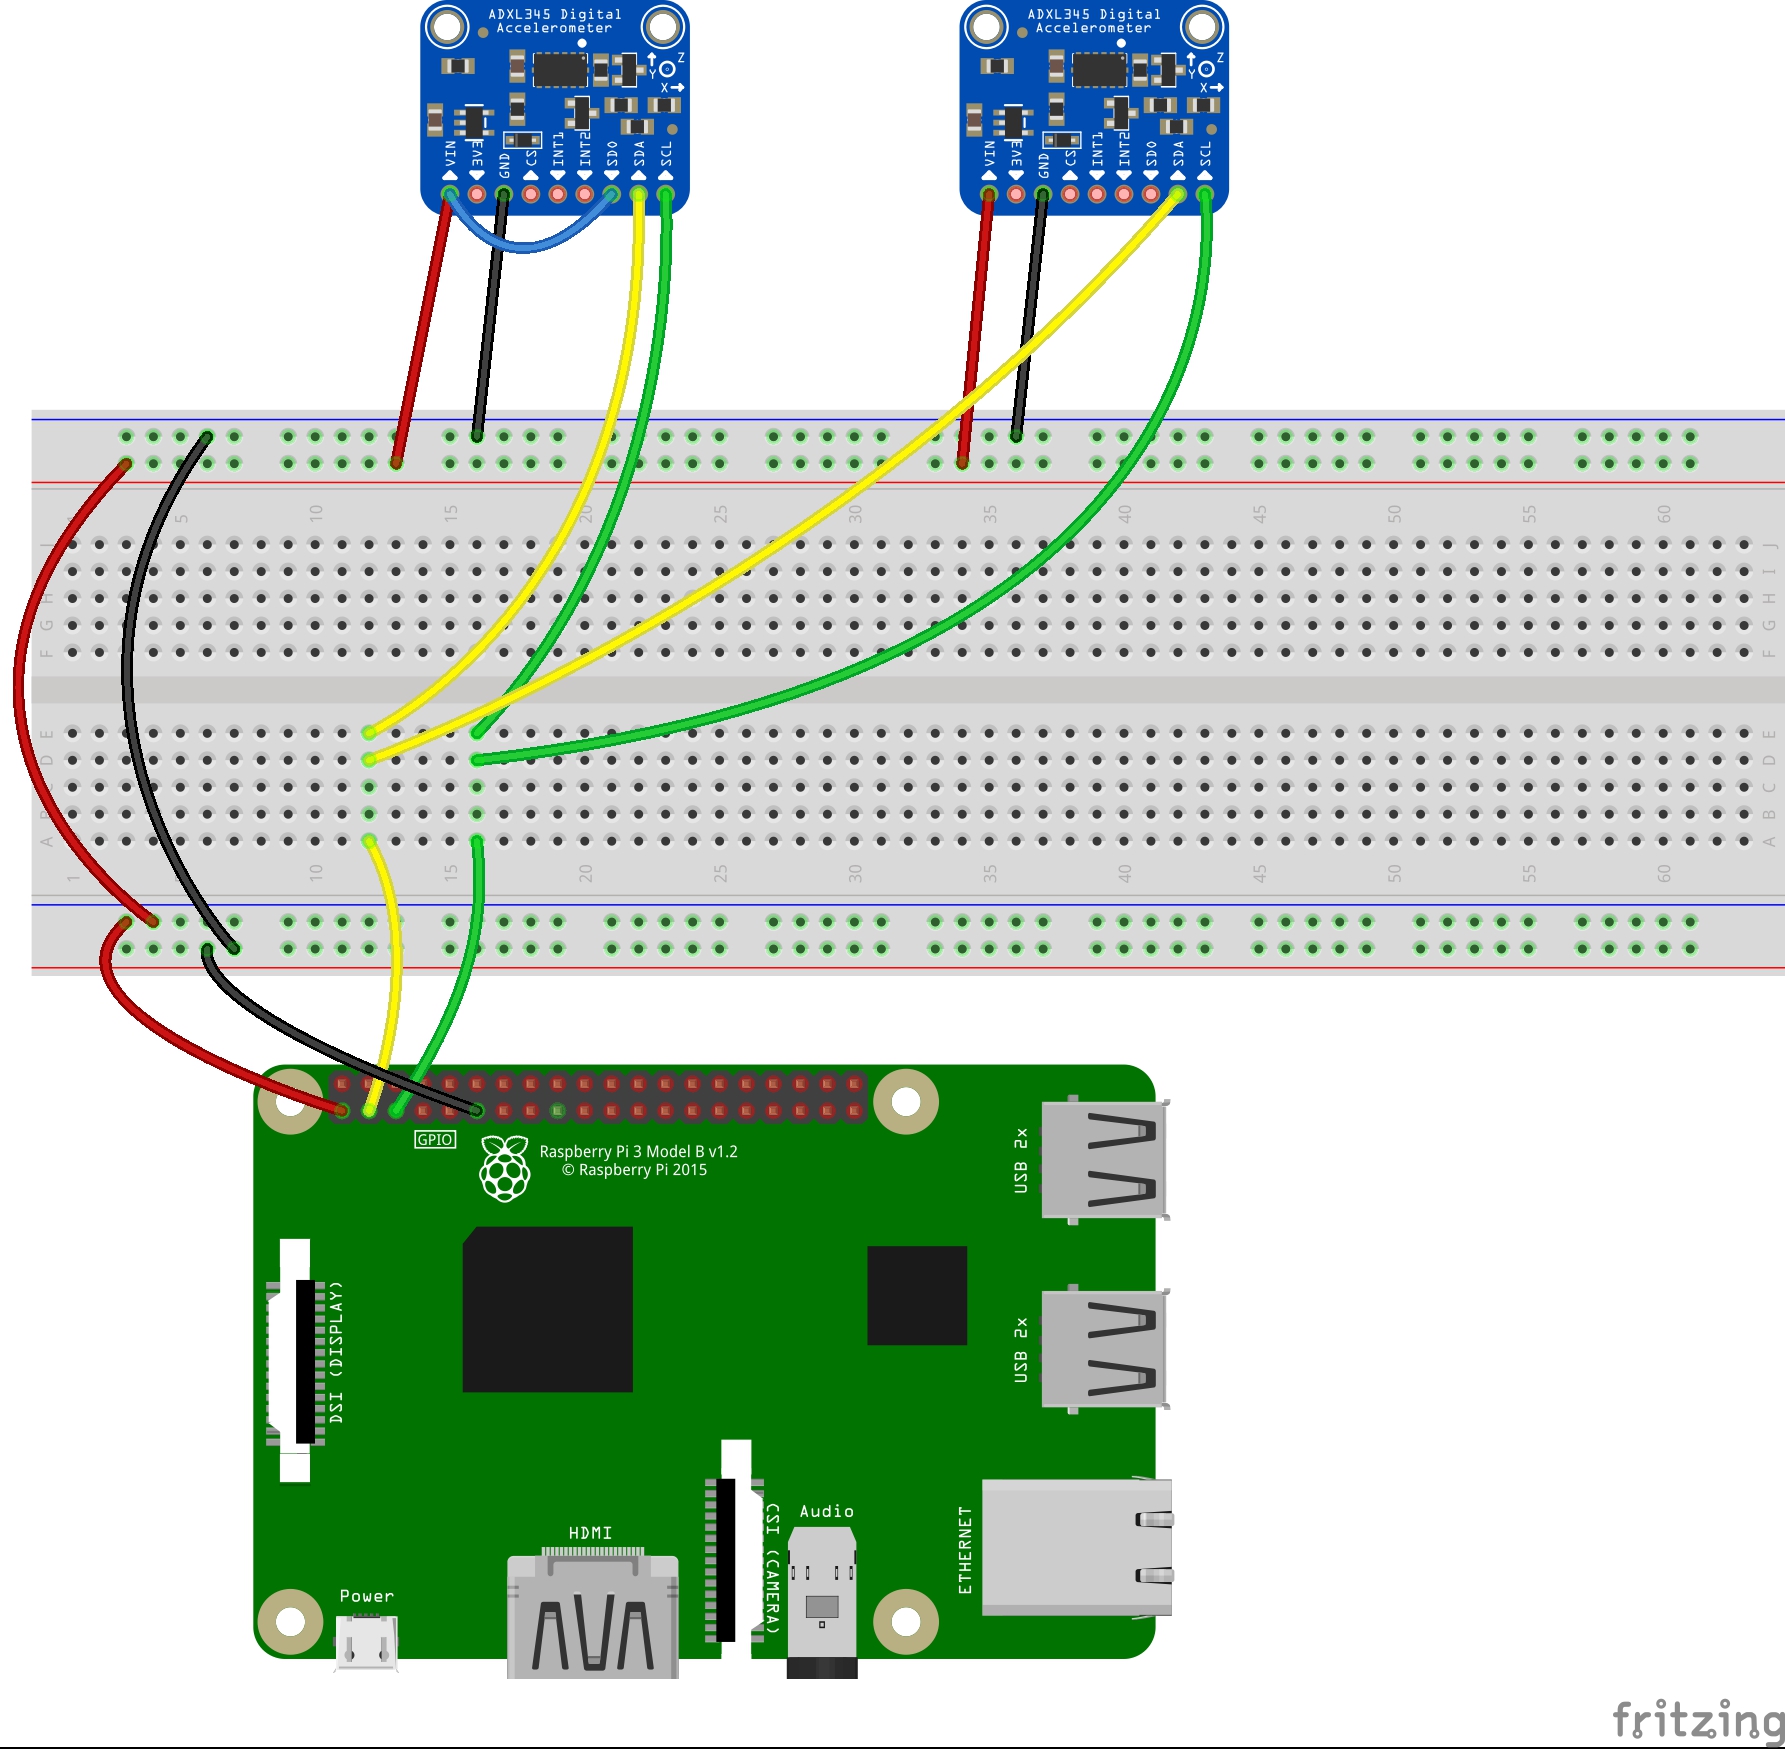 ADXL345 Digital
Accelerometer
Z
Y
X
VIN
3V3
GND
CS
INT1
INT2
SDO
SDA
SCL
ADXL345 Digital
Accelerometer
Z
Y
X
VIN
3V3
GND
CS
INT1
INT2
SDO
SDA
SCL
5 10 15 20 25 30 35 40 45 50 55 60
J
I
H
G
F
E
D
C
B
A
J
I
H
G
F
E
D
C
B
A
1 10 15 20 25 30 35 40 45 50 55 60
GPIO
Raspberry Pi 3 Model B v1.2
© Raspberry Pi 2015
USB 2x
USB 2x
DSI (DISPLAY)
CSI (CAMERA)
Audio
ETHERNET
HDMI
Power
fritzing